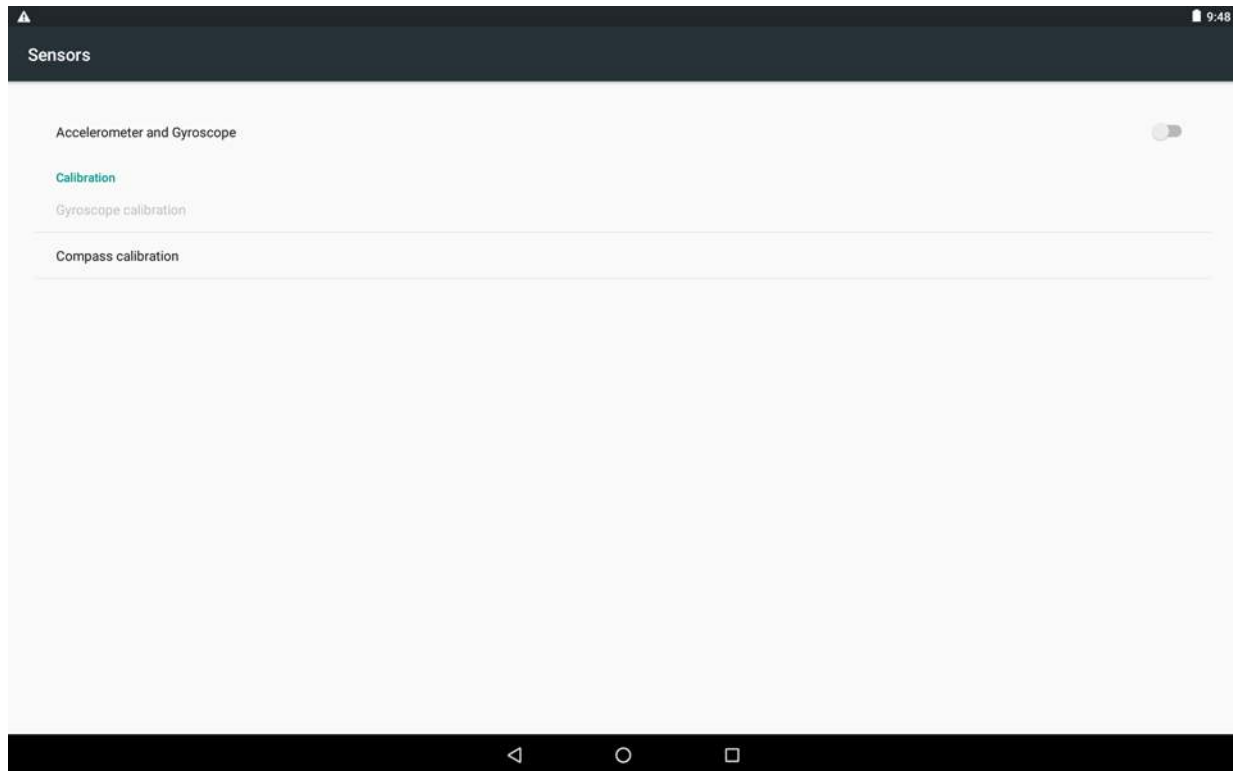 9:48
Sensors
Accelerometer and Gyroscope
Calibration
Gyroscope calibration
Compass calibration